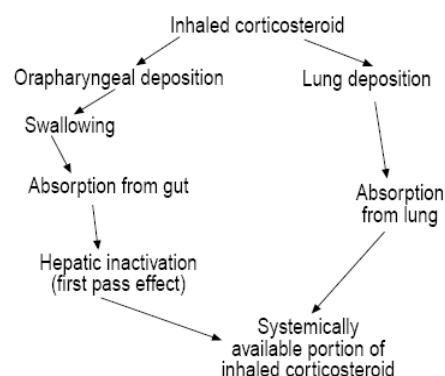 Inhaled corticosteroid
Orapharyngeal deposition
Lung deposition
Swallowing
Absorption from gut
Absorption
from lung
Hepatic inactivation
(first pass effect)
Systemically
available portion of
inhaled corticosteroid